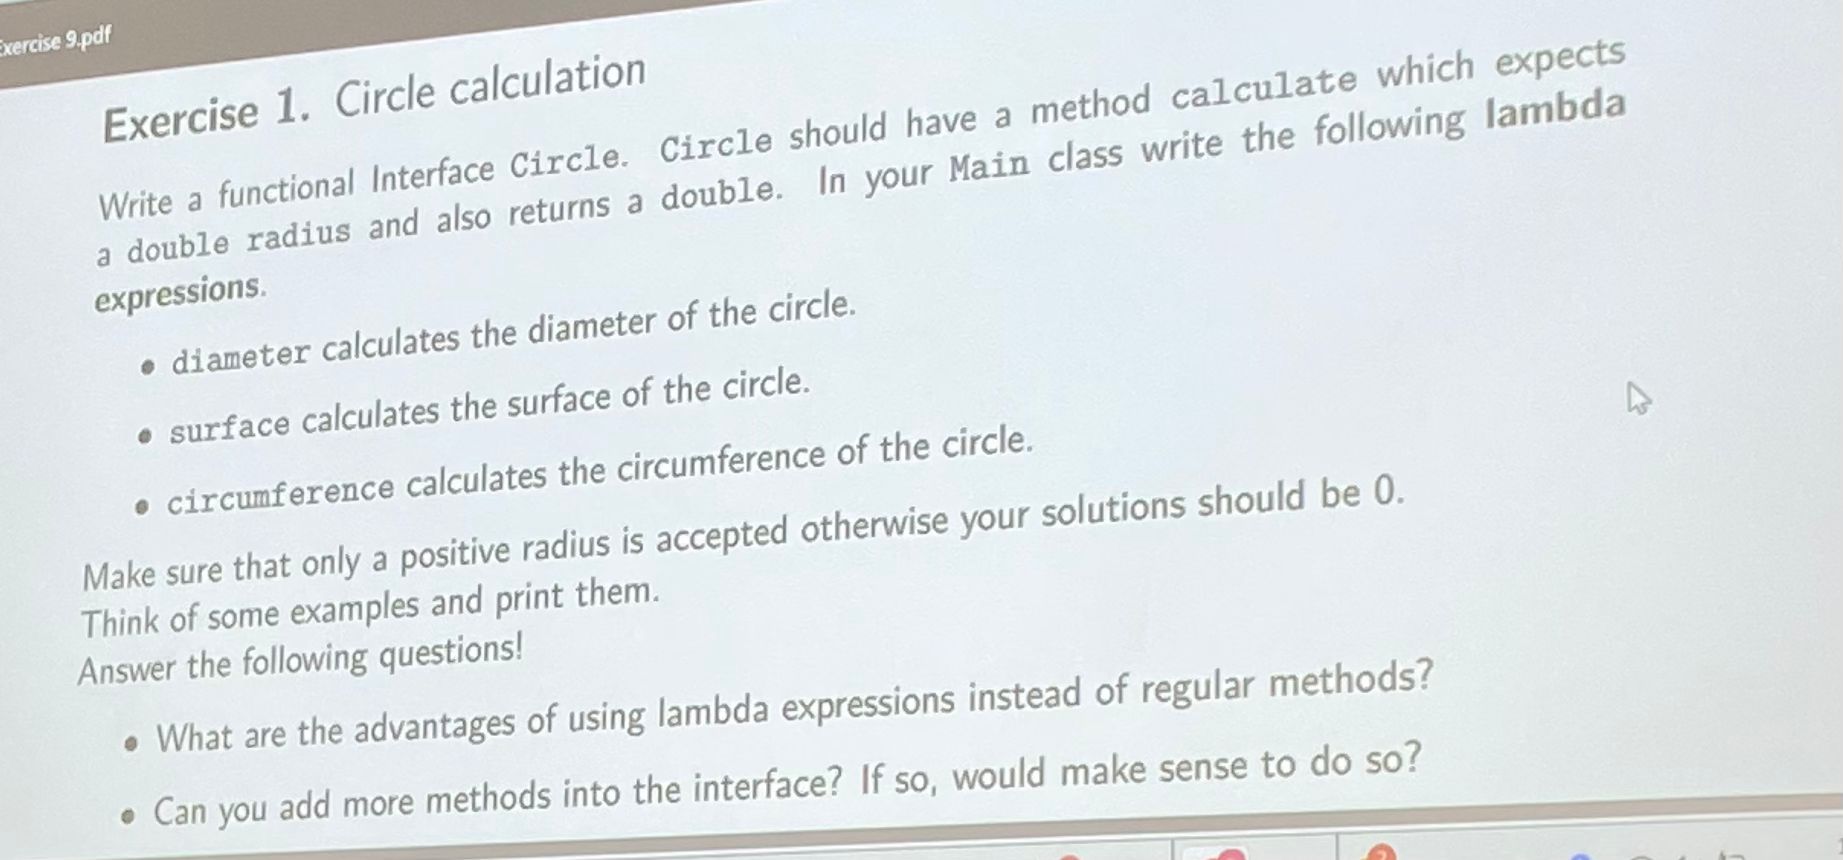 Exercise 9.pdf
Exercise 1. Circle calculation
Write a functional Interface Circle. Circle should have a method calculate which expects
a double radius and also returns a double. In your Main class write the following lambda
expressions.
• diameter calculates the diameter of the circle.
• surface calculates the surface of the circle.
• circumference calculates the circumference of the circle.
Make sure that only a positive radius is accepted otherwise your solutions should be 0.
Think of some examples and print them.
Answer the following questions!
• What are the advantages of using lambda expressions instead of regular methods?
• Can you add more methods into the interface? If so, would make sense to do so?